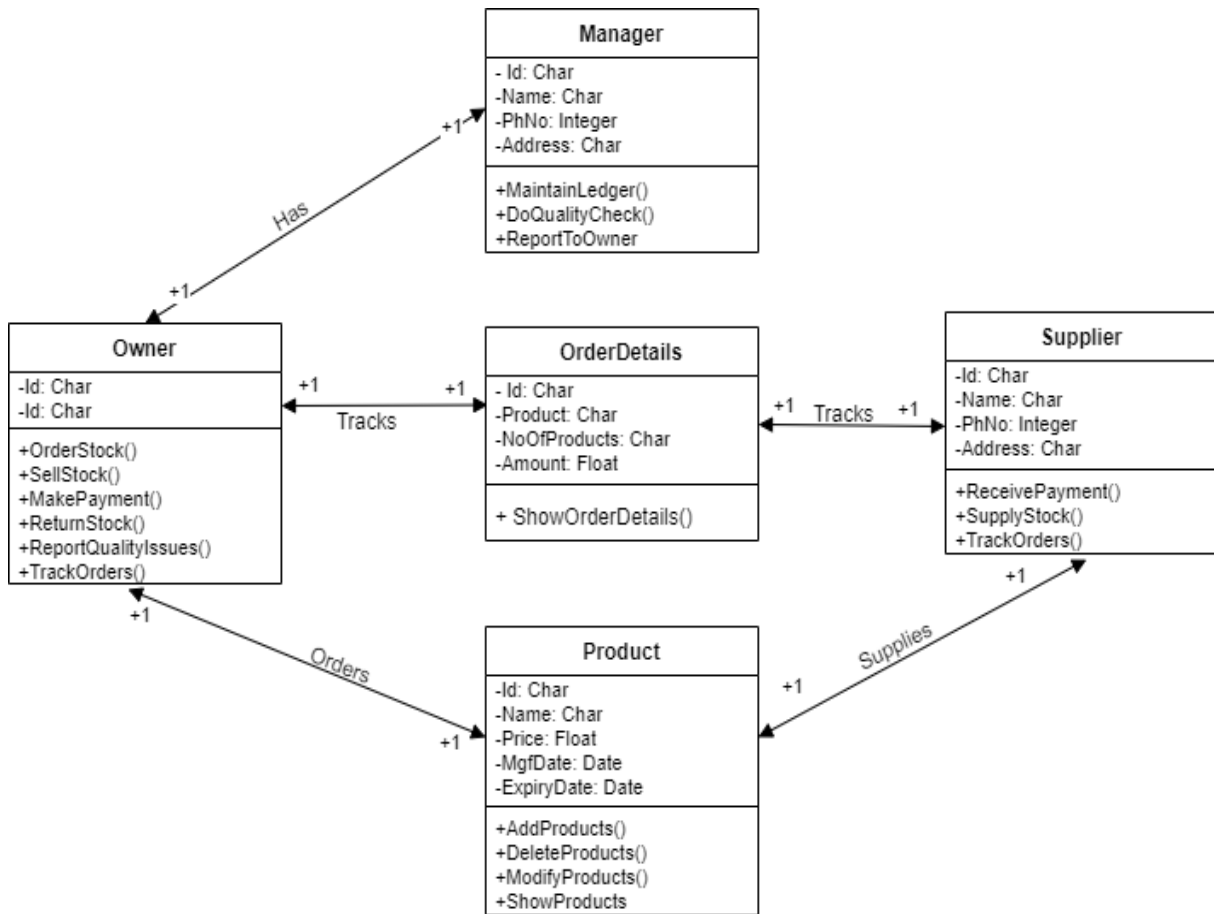 Manager
- Id: Char
-Name: Char
-PhNo: Integer
-Address: Char
+MaintainLedger()
+DoQualityCheck()
+ReportToOwner
+1
Has
+1
Owner
-Id: Char
-Id: Char
+OrderStock()
+SellStock()
+MakePayment()
+ReturnStock()
+ReportQualityIssues()
+TrackOrders()
+1
+1
Tracks
OrderDetails
- Id: Char
-Product: Char
-NoOfProducts: Char
-Amount: Float
+ ShowOrderDetails()
+1
Tracks
+1
Supplier
-Id: Char
-Name: Char
-PhNo: Integer
-Address: Char
+ReceivePayment()
+SupplyStock()
+TrackOrders()
+1
Orders
+1
Product
-Id: Char
-Name: Char
-Price: Float
-MgfDate: Date
-ExpiryDate: Date
+AddProducts()
+DeleteProducts()
+ModifyProducts()
+ShowProducts
+1
Supplies
+1